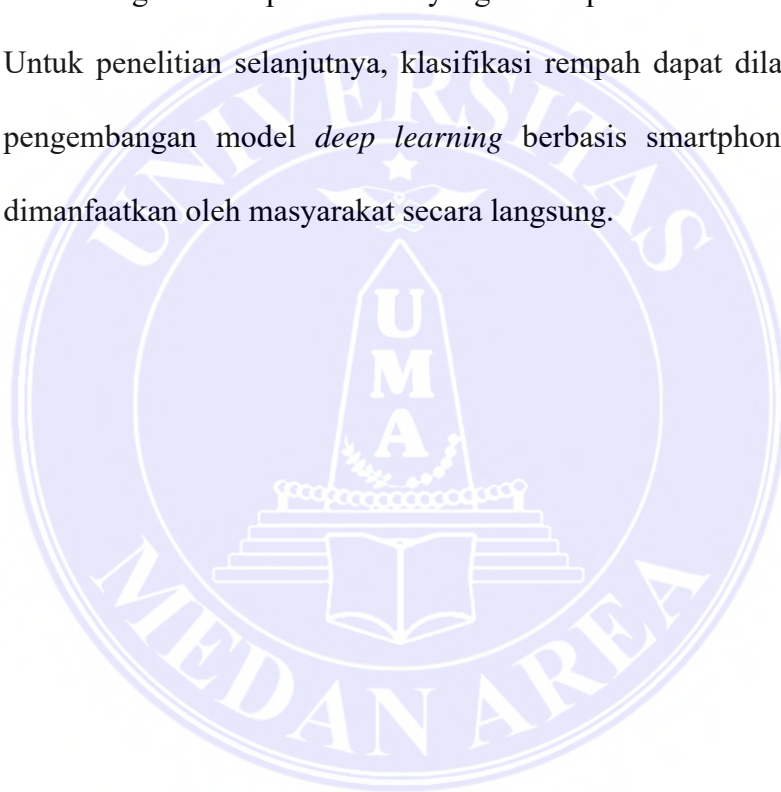 Untuk penelitian selanjutnya, klasifikasi rempah dapat dila
pengembangan model deep learning berbasis smartphon
dimanfaatkan oleh masyarakat secara langsung.
UNIVERSITAS
U
M
A
MEDAN AREA